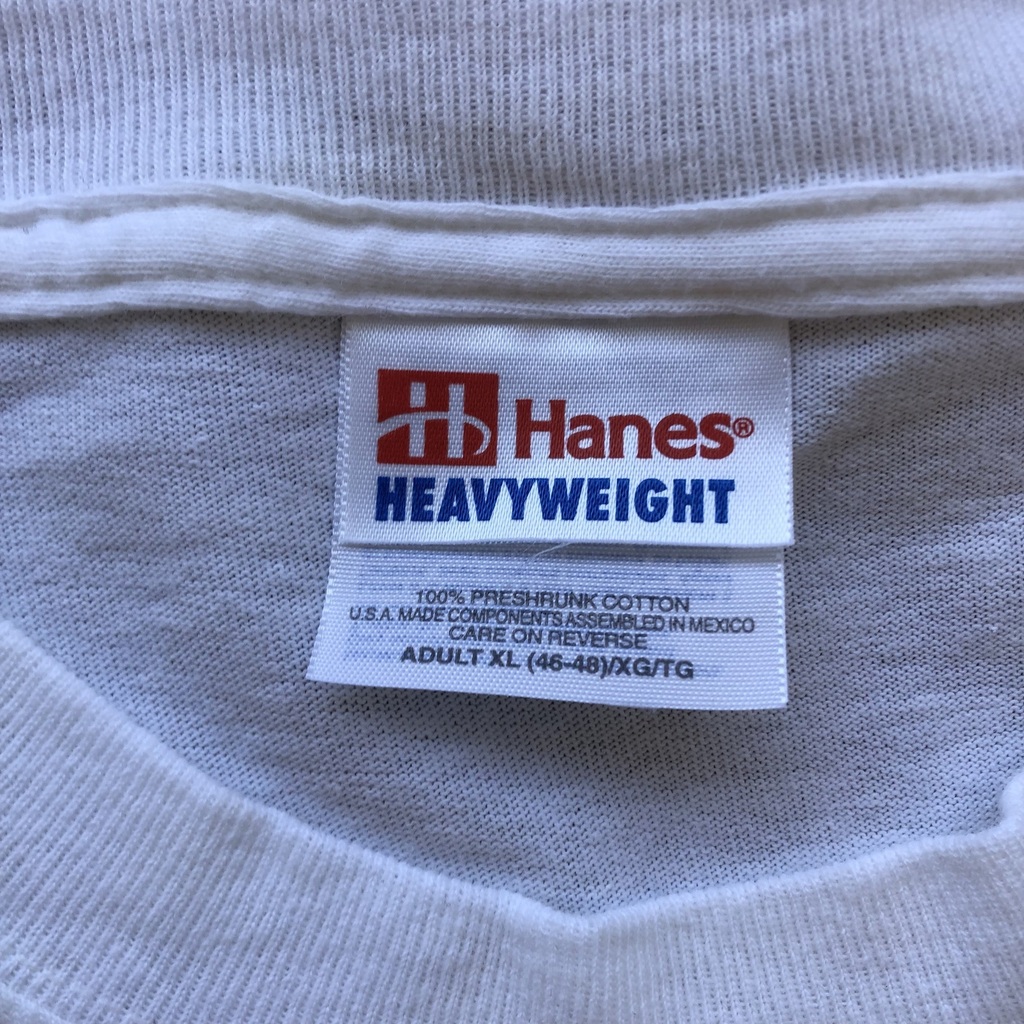 H Hanes®
HEAVYWEIGHT
100% PRESHRUNK COTTON
U.S.A. MADE COMPONENTS ASSEMBLED IN MEXICO
CARE ON REVERSE
ADULT XL (46-48)/XG/TG